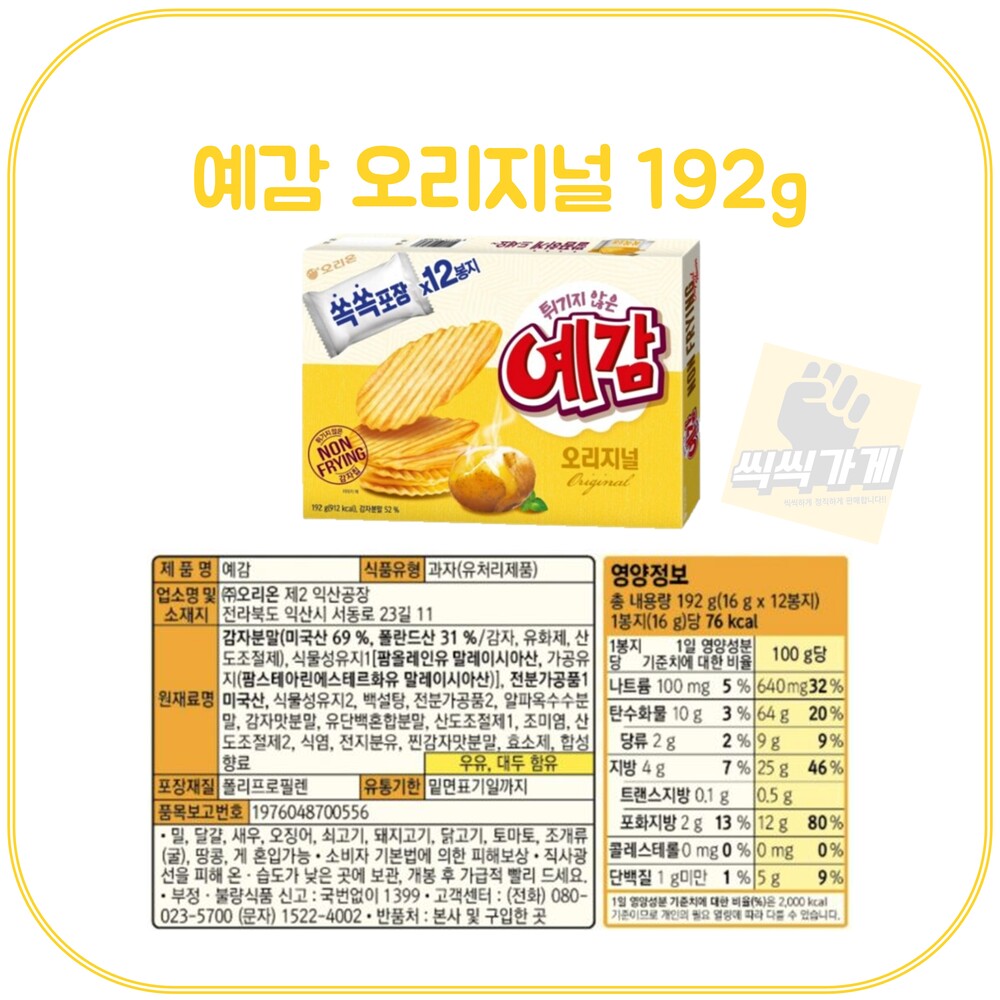 예감 오리지널 192g
오리온
쏙쏙포장 x12봉지
튀기지 않은
예감
오리지널
Original
튀기지 않은
NON
FRYING
감자칩
192 g(912 kcal), 감자분말 52 %
NON FRYING
씩씩가게
제 품 명 예감 식품유형 과자(유처리제품)
업소명 및 소재지 ㈜오리온 제2 익산공장
전라북도 익산시 서동로 23길 11
원재료명
감자분말(미국산 69 %, 폴란드산 31 %/감자, 유화제, 산
도조절제), 식물성유지1[팜올레인유 말레이시아산, 가공유
지(팜스테아린에스테르화유 말레이시아산)], 전분가공품1
미국산, 식물성유지2, 백설탕, 전분가공품2, 알파옥수수분
말, 감자맛분말, 유단백혼합분말, 산도조절제1, 조미염, 산
도조절제2, 식염, 전지분유, 찐감자맛분말, 효소제, 합성
향료
우유, 대두 함유
포장재질 폴리프로필렌 유통기한 밑면표기일까지
품목보고번호 1976048700556
• 밀, 달걀, 새우, 오징어, 쇠고기, 돼지고기, 닭고기, 토마토, 조개류
(굴), 땅콩, 게 혼입가능 • 소비자 기본법에 의한 피해보상 • 직사광
선을 피해 온 · 습도가 낮은 곳에 보관, 개봉 후 가급적 빨리 드세요.
• 부정 · 불량식품 신고 : 국번없이 1399 • 고객센터 : (전화) 080-
023-5700 (문자) 1522-4002 • 반품처 : 본사 및 구입한 곳
영양정보
총 내용량 192 g(16 g x 12봉지)
1봉지(16 g)당 76 kcal
1봉지당 1일 영양성분 기준치에 대한 비율 100 g당
나트륨 100 mg 5 % 640 mg 32 %
탄수화물 10 g 3 % 64 g 20 %
당류 2 g 2 % 9 g 9 %
지방 4 g 7 % 25 g 46 %
트랜스지방 0.1 g 0.5 g
포화지방 2 g 13 % 12 g 80 %
콜레스테롤 0 mg 0 % 0 mg 0 %
단백질 1 g미만 1 % 5 g 9 %
1일 영양성분 기준치에 대한 비율(%)은 2,000 kcal
기준이므로 개인의 필요 열량에 따라 다를 수 있습니다.